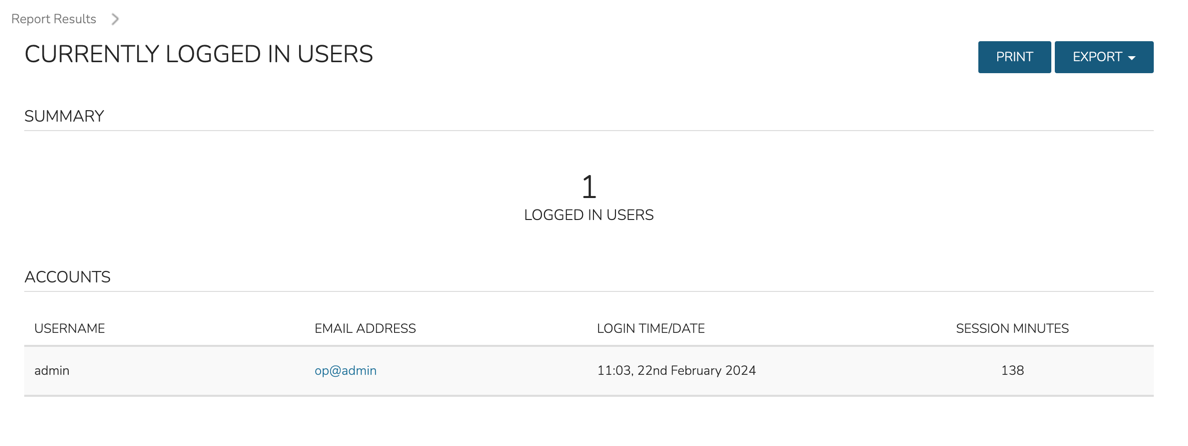 Report Results
CURRENTLY LOGGED IN USERS
PRINT EXPORT
SUMMARY
1
LOGGED IN USERS
ACCOUNTS
USERNAME EMAIL ADDRESS LOGIN TIME/DATE SESSION MINUTES
admin op@admin 11:03, 22nd February 2024 138